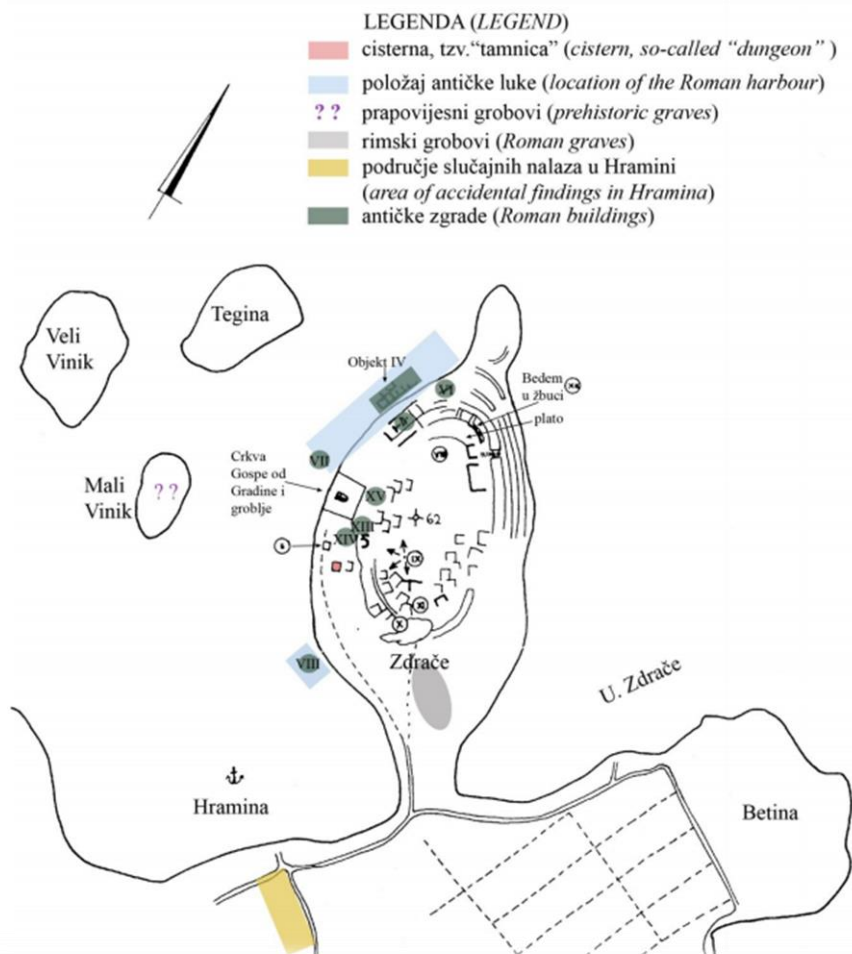 LEGENDA (LEGEND)
cisterna, tzv.“tamnica” (cistern, so-called “dungeon” )
položaj antičke luke (location of the Roman harbour)
? ? prapovijesni grobovi (prehistoric graves)
rimski grobovi (Roman graves)
područje slučajnih nalaza u Hramini
(area of accidental findings in Hramina)
antičke zgrade (Roman buildings)
Tegina
Veli
Vinik
Objekt IV
VI
Bedem
u žbuci
plato
Crkva
Gospe od
Gradine i
groblje
VII
Mali
Vinik
? ?
XV
62
XIII
XIV
5
IX
XI
X
VIII
Zdrače
U. Zdrače
Hramina
Betina